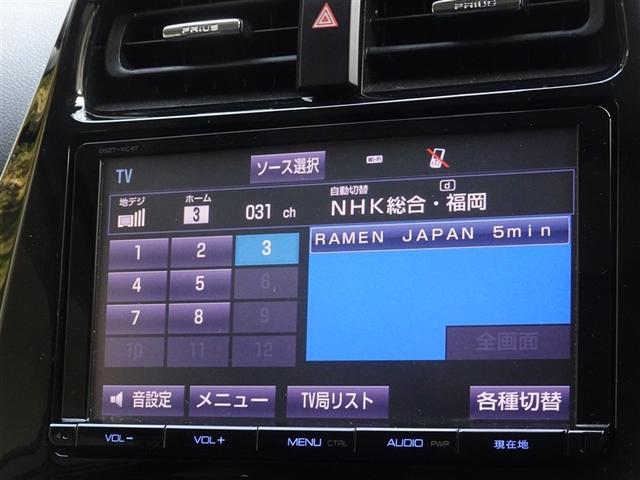 PRIUS
PRIUS
DSZT-YC4T
TV
ソース選択
Wi-Fi
地デジ
ホーム
3
031 ch
自動切替
d
NHK総合・福岡
1 2 3
4 5 6
7 8 9
10 11 12
RAMEN JAPAN 5min
全画面
音設定
メニュー
TV局リスト
各種切替
VOL−
VOL+
MENU CTRL
AUDIO PWR
現在地